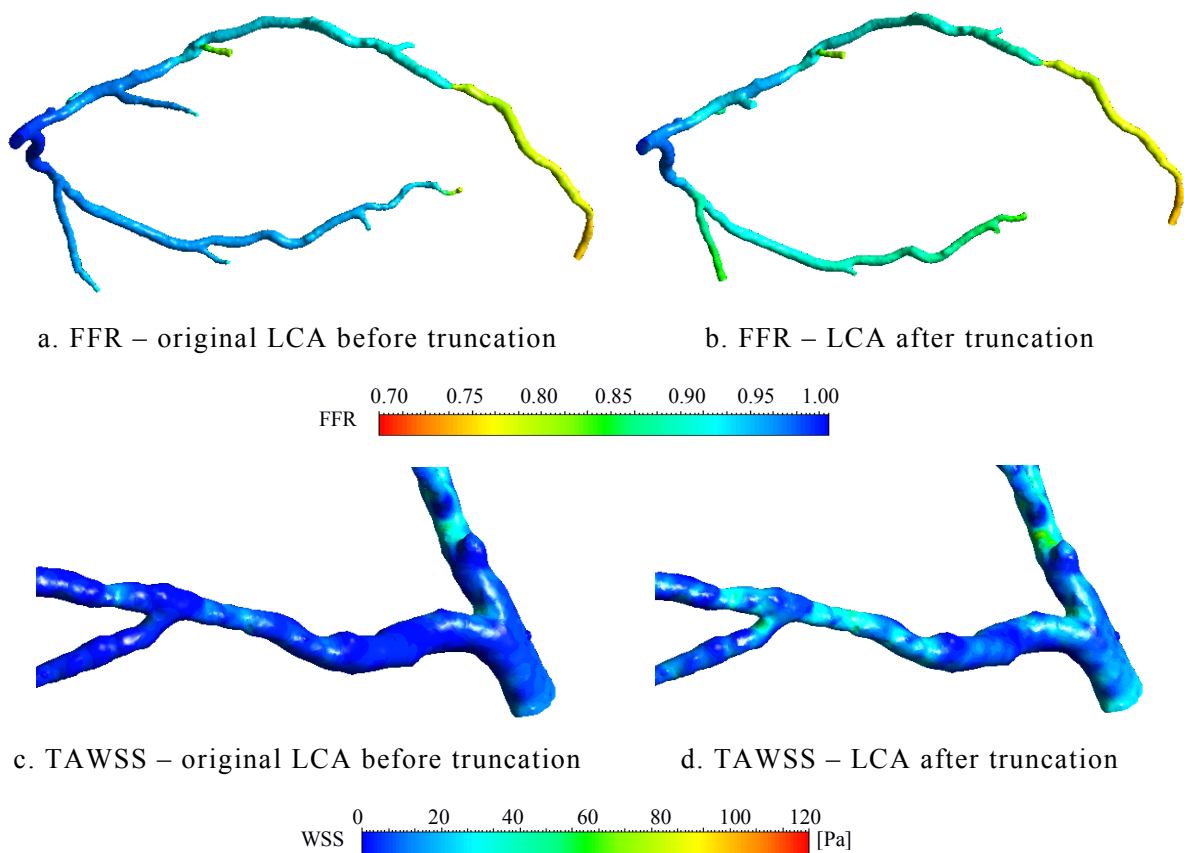 a. FFR – original LCA before truncation
b. FFR – LCA after truncation
0.70 0.75 0.80 0.85 0.90 0.95 1.00
FFR
c. TAWSS – original LCA before truncation
d. TAWSS – LCA after truncation
0 20 40 60 80 100 120
WSS [Pa]